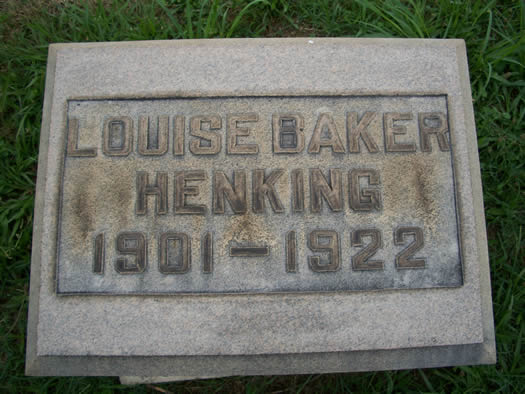 LOUISE BAKER
HENKING
1901 — 1922